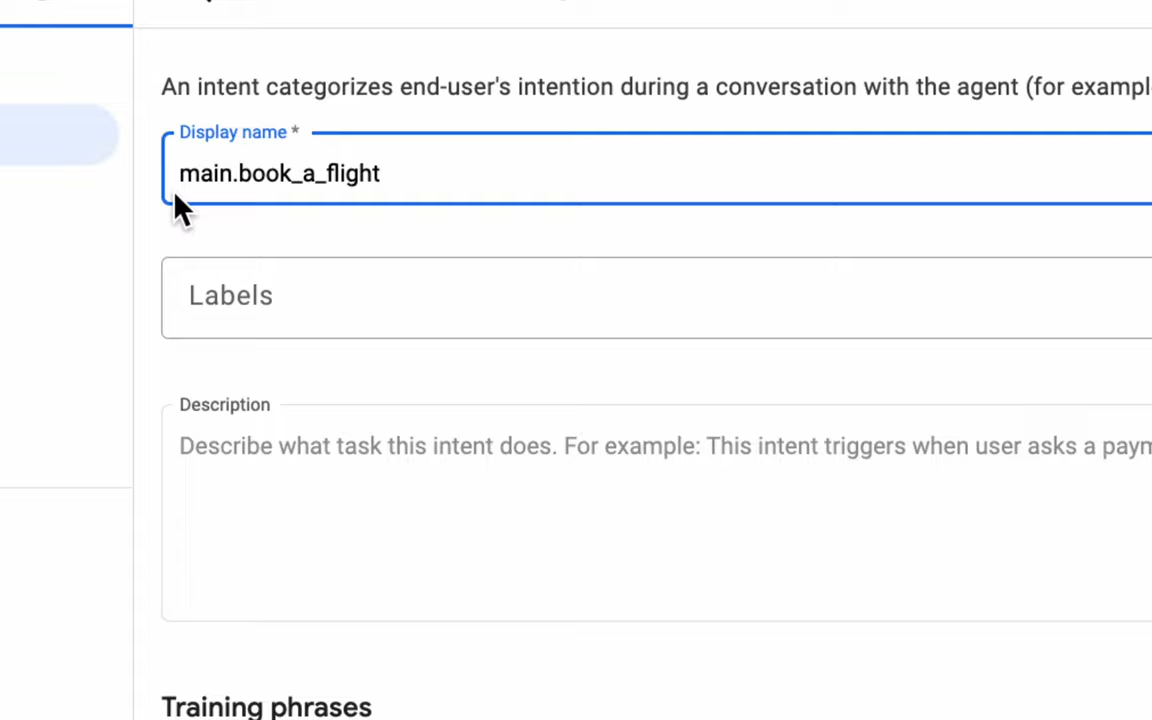 An intent categorizes end-user's intention during a conversation with the agent (for exampl
Display name *
main.book_a_flight
Labels
Description
Describe what task this intent does. For example: This intent triggers when user asks a paym
Training phrases